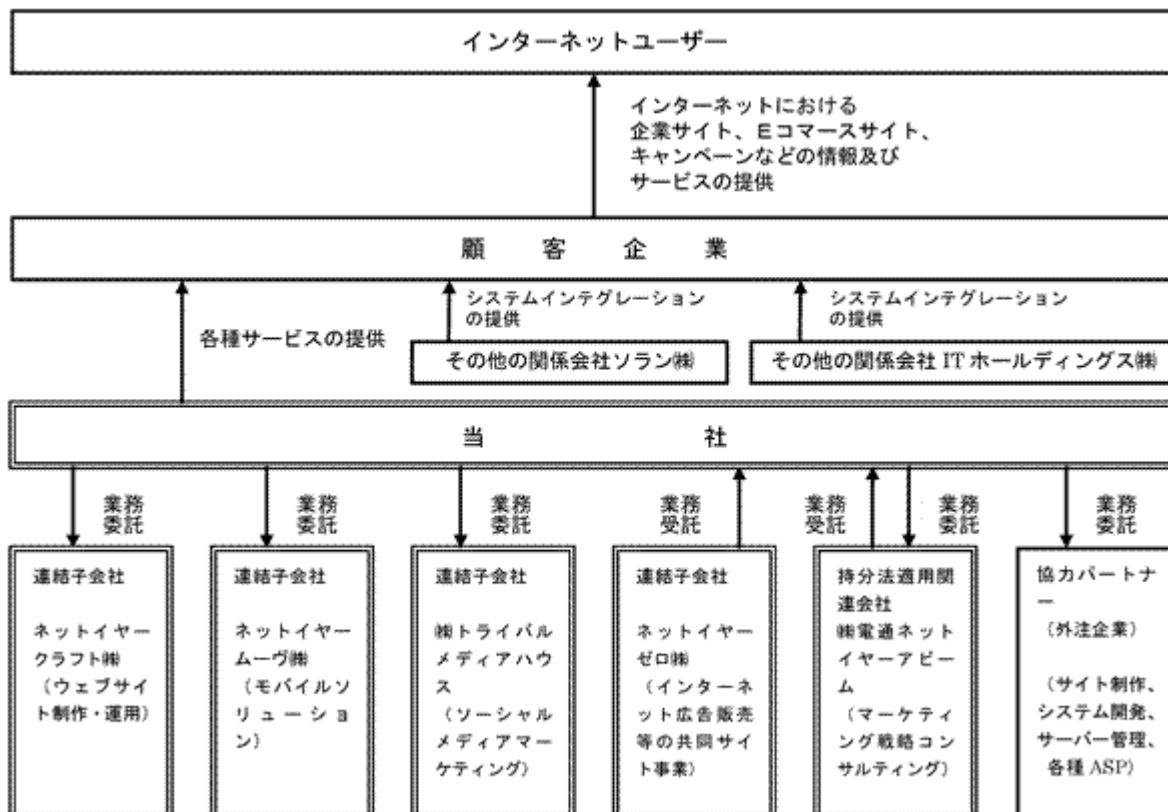 インターネットユーザー
インターネットにおける
企業サイト、Eコマースサイト、
キャンペーンなどの情報及び
サービスの提供
顧客企業
各種サービスの提供
システムインテグレーション
の提供
その他の関係会社ソラン㈱
システムインテグレーション
の提供
その他の関係会社 IT ホールディングス㈱
当社
業務
委託
業務
委託
業務
委託
業務
受託
業務
受託
業務
委託
業務
委託
連結子会社
ネットイヤー
クラフト㈱
（ウェブサイ
ト制作・運用）
連結子会社
ネットイヤー
ムーヴ㈱
（モバイルソ
リューショ
ン）
連結子会社
㈱トライバル
メディアハウ
ス
（ソーシャル
メディアマー
ケティング）
連結子会社
ネットイヤー
ゼロ㈱
（インターネ
ット広告販売
等の共同サイ
ト事業）
持分法適用関
連会社
㈱電通ネット
イヤーアビー
ム
（マーケティ
ング戦略コン
サルティング）
協力パートナ
ー
（外注企業）
（サイト制作、
システム開発、
サーバー管理、
各種 ASP）